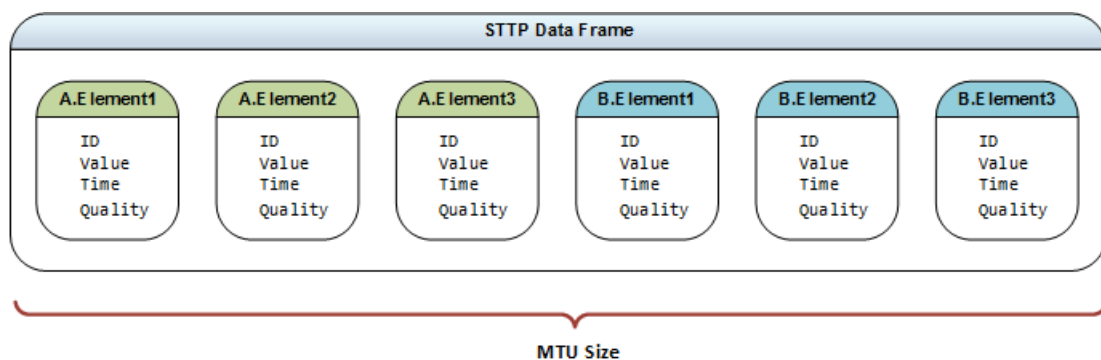 STTP Data Frame
A.Element1
ID
Value
Time
Quality
A.Element2
ID
Value
Time
Quality
A.Element3
ID
Value
Time
Quality
B.Element1
ID
Value
Time
Quality
B.Element2
ID
Value
Time
Quality
B.Element3
ID
Value
Time
Quality
MTU Size